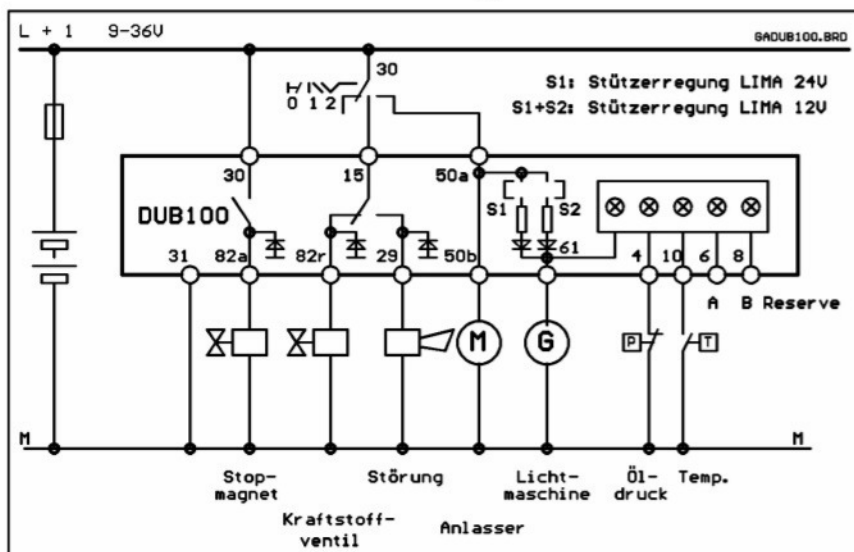 L + 1 9-36V
GADUB100.BRD
30
0 1 2
S1: Stützerregung LIMA 24V
S1+S2: Stützerregung LIMA 12V
30 15 50a
DUB100
S1 S2
61
31 82a 82r 29 50b 4 10 6 8
A B Reserve
M G P T
M M
Stop-
magnet
Störung
Licht-
maschine
Öl-
druck
Temp.
Kraftstoff-
ventil
Anlasser